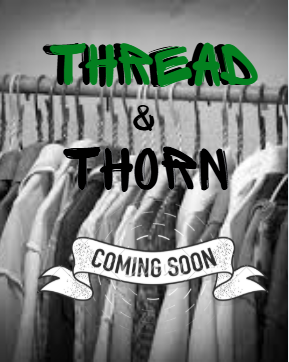 THREAD
&
THORN
COMING SOON